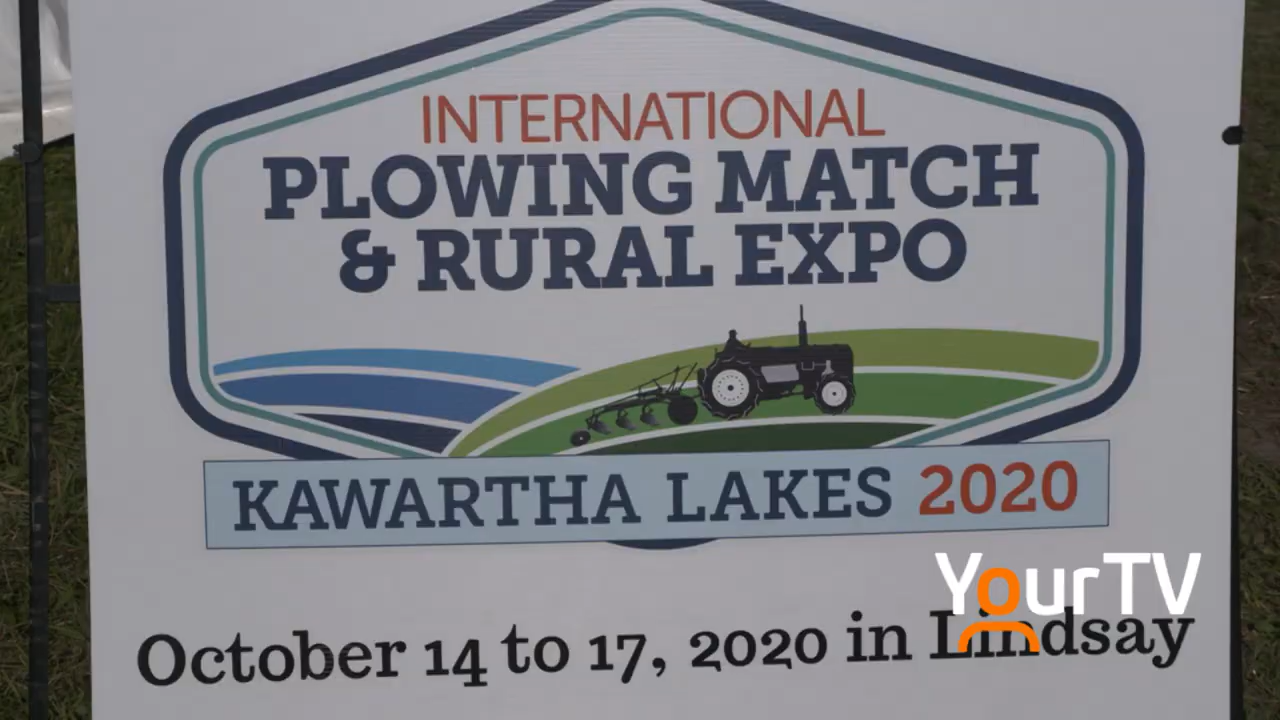 INTERNATIONAL
PLOWING MATCH
& RURAL EXPO
KAWARTHA LAKES 2020
YourTV
October 14 to 17, 2020 in Lindsay